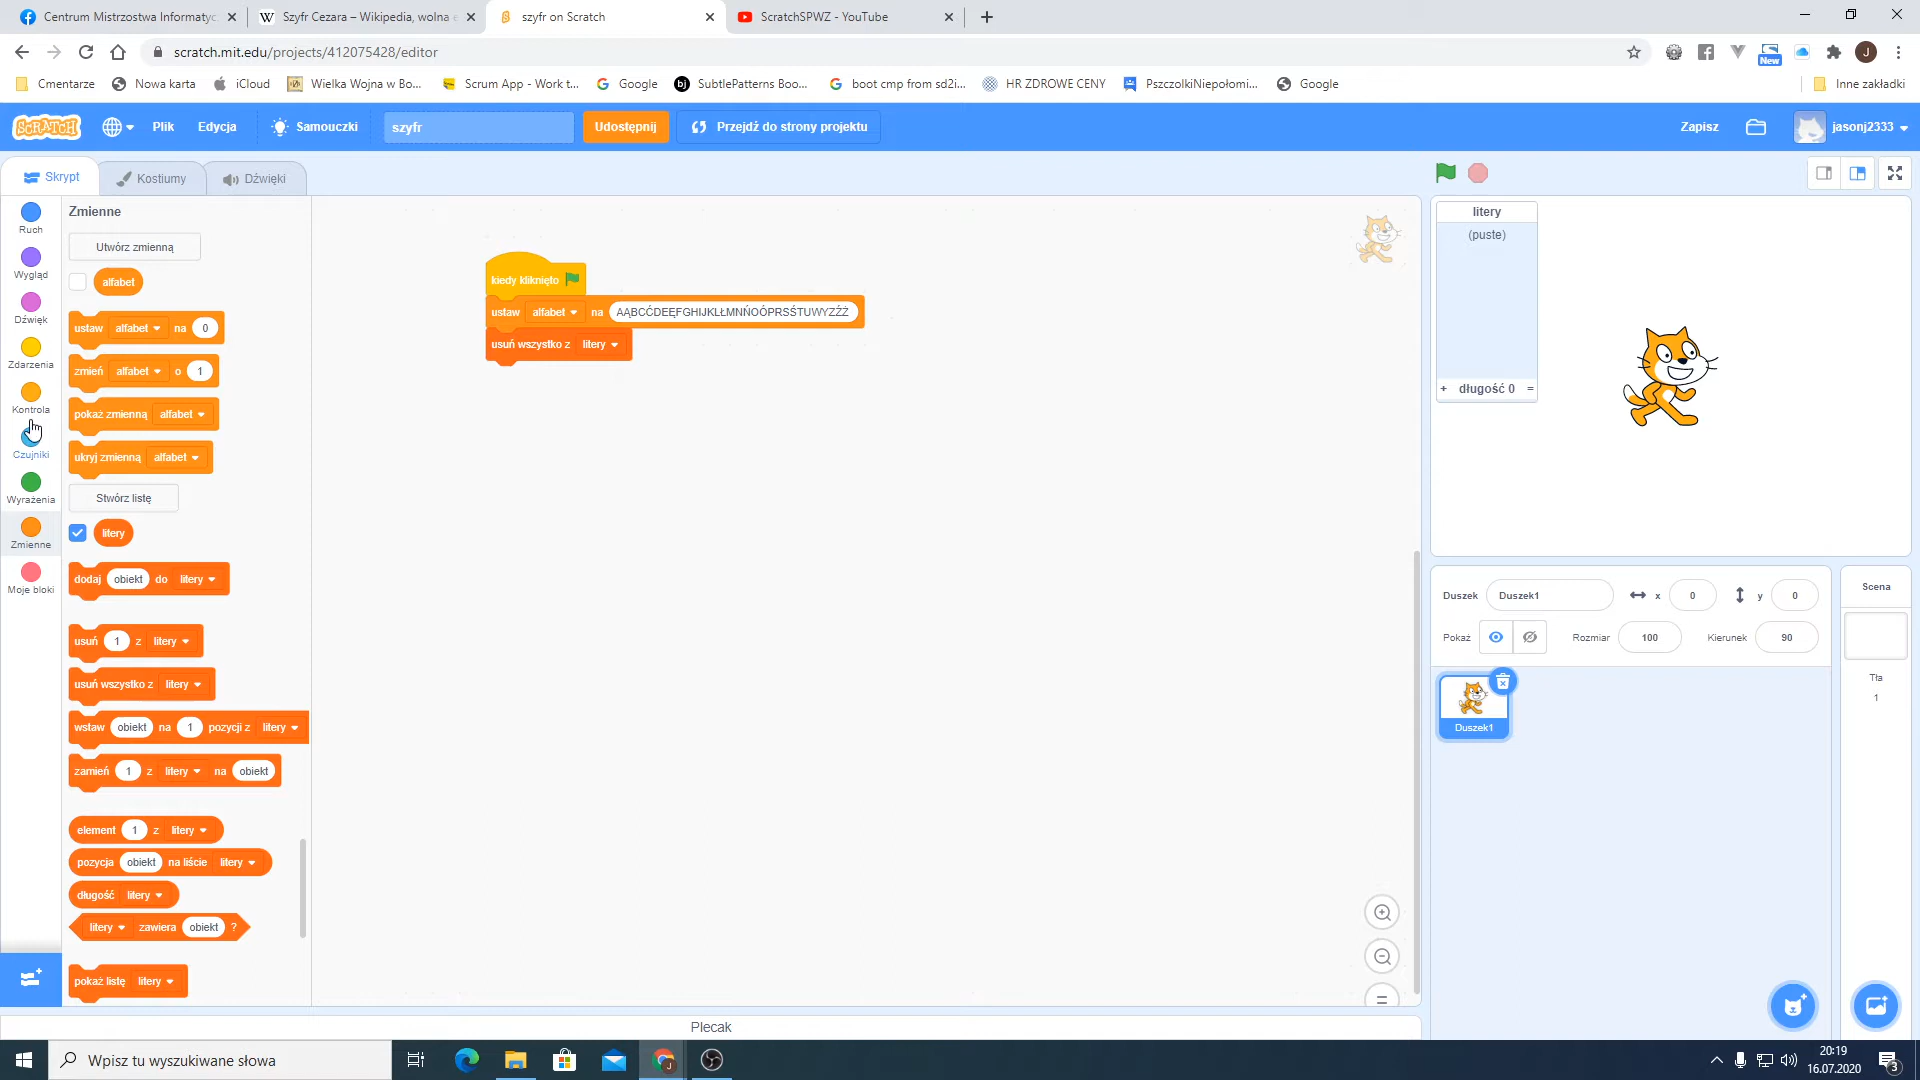 Centrum Mistrzostwa Informatyc
Szyfr Cezara – Wikipedia, wolna e
szyfr on Scratch
ScratchSPWZ - YouTube
scratch.mit.edu/projects/412075428/editor
J
New
Cmentarze
Nowa karta
iCloud
Wielka Wojna w Bo...
Scrum App - Work t...
Google
SubtlePatterns Boo...
boot cmp from sd2i...
HR ZDROWE CENY
PszczolkiNiepołomi...
Google
Inne zakładki
SCRATCH
Plik
Edycja
Samouczki
szyfr
Udostępnij
Przejdź do strony projektu
Zapisz
jasonj2333
Skrypt
Kostiumy
Dźwięki
Ruch
Wygląd
Dźwięk
Zdarzenia
Kontrola
Czujniki
Wyrażenia
Zmienne
Moje bloki
Zmienne
Utwórz zmienną
alfabet
ustaw alfabet na 0
zmień alfabet o 1
pokaż zmienną alfabet
ukryj zmienną alfabet
Stwórz listę
litery
dodaj obiekt do litery
usuń 1 z litery
usuń wszystko z litery
wstaw obiekt na 1 pozycji z litery
zamień 1 z litery na obiekt
element 1 z litery
pozycja obiekt na liście litery
długość litery
litery zawiera obiekt ?
pokaż listę litery
kiedy kliknięto
ustaw alfabet na AĄBCĆDEĘFGHIJKLŁMNŃOÓPRSŚTUWYZŹŻ
usuń wszystko z litery
litery
(puste)
+ długość 0 =
Duszek Duszek1 x 0 y 0
Pokaż Rozmiar 100 Kierunek 90
Duszek1
Scena
Tła
1
Plecak
Wpisz tu wyszukiwane słowa
J
20:19
16.07.2020
3